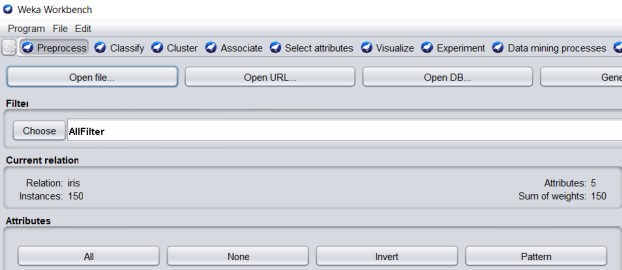 Weka Workbench
Program File Edit
Preprocess Classify Cluster Associate Select attributes Visualize Experiment Data mining processes
Open file... Open URL... Open DB... Gene
Filter
Choose AllFilter
Current relation
Relation: iris Attributes: 5
Instances: 150 Sum of weights: 150
Attributes
All None Invert Pattern